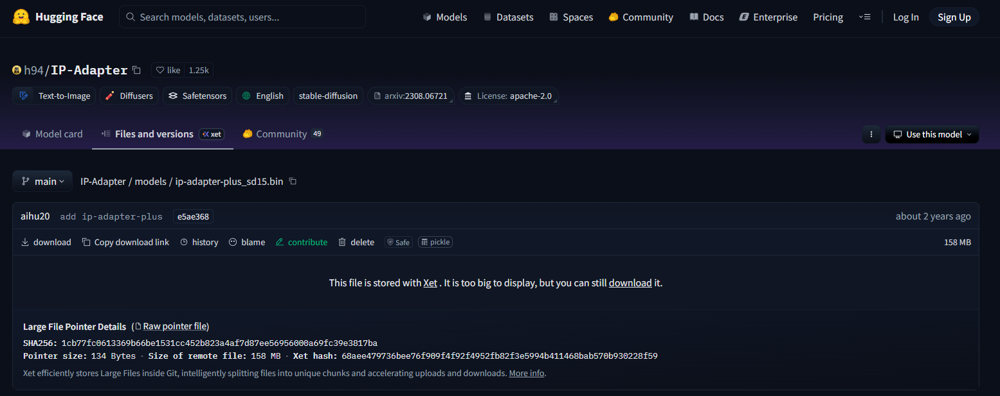 Hugging Face Search models, datasets, users... Models Datasets Spaces Community Docs Enterprise Pricing Log In Sign Up
h94/IP-Adapter like 1.25k
Text-to-Image Diffusers Safetensors English stable-diffusion arxiv:2308.06721 License: apache-2.0
Model card Files and versions xet Community 49 Use this model
main IP-Adapter / models / ip-adapter-plus_sd15.bin
aihu20 add ip-adapter-plus e5ae368 about 2 years ago
download Copy download link history blame contribute delete Safe pickle 158 MB
This file is stored with Xet . It is too big to display, but you can still download it.
Large File Pointer Details (Raw pointer file)
SHA256: 1cb77fc0613369b66be1531cc452b823a4af7d87ee56956000a69fc39e3817ba
Pointer size: 134 Bytes · Size of remote file: 158 MB · Xet hash: 68aee479736bee76f909f4f92f4952fb82f3e5994b411468bab570b930228f59
Xet efficiently stores Large Files inside Git, intelligently splitting files into unique chunks and accelerating uploads and downloads. More info.